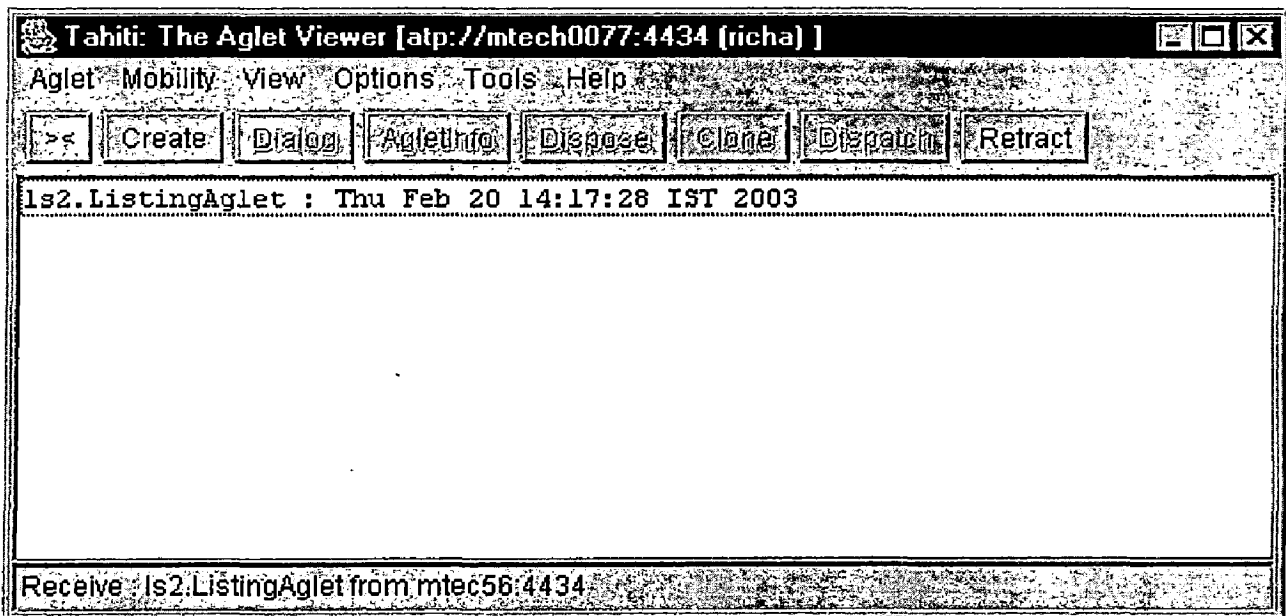 Tahiti: The Aglet Viewer [atp://mtech0077:4434 (richa) ]
Aglet Mobility View Options Tools Help
>< Create Dialog AgletInfo Dispose Clone Dispatch Retract
ls2.ListingAglet : Thu Feb 20 14:17:28 IST 2003
Receive : ls2.ListingAglet from mtec56:4434